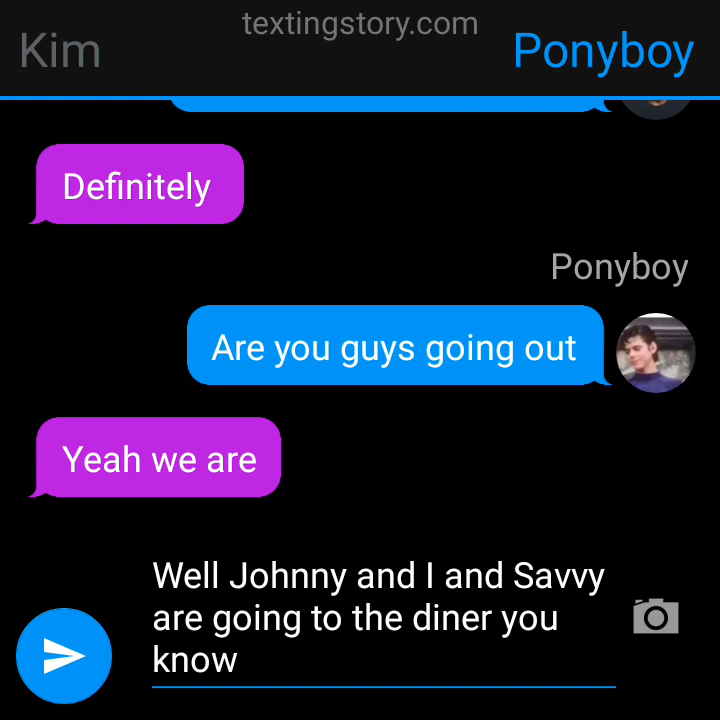 textingstory.com
Kim
Ponyboy
Definitely
Ponyboy
Are you guys going out
Yeah we are
Well Johnny and I and Savvy
are going to the diner you
know